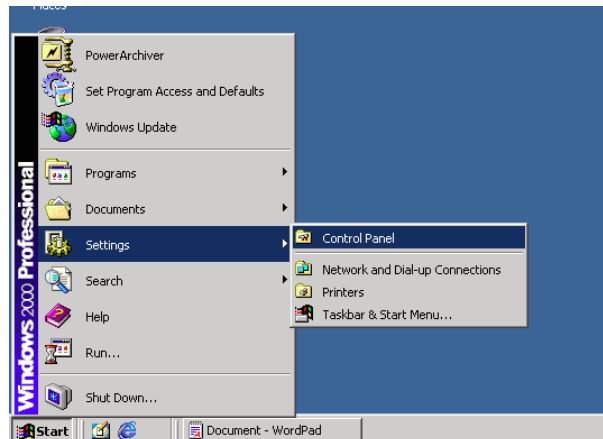 Places
PowerArchiver
Set Program Access and Defaults
Windows Update
Programs
Documents
Settings
Search
Help
Run...
Shut Down...
Control Panel
Network and Dial-up Connections
Printers
Taskbar & Start Menu...
Windows 2000 Professional
Start
Document - WordPad